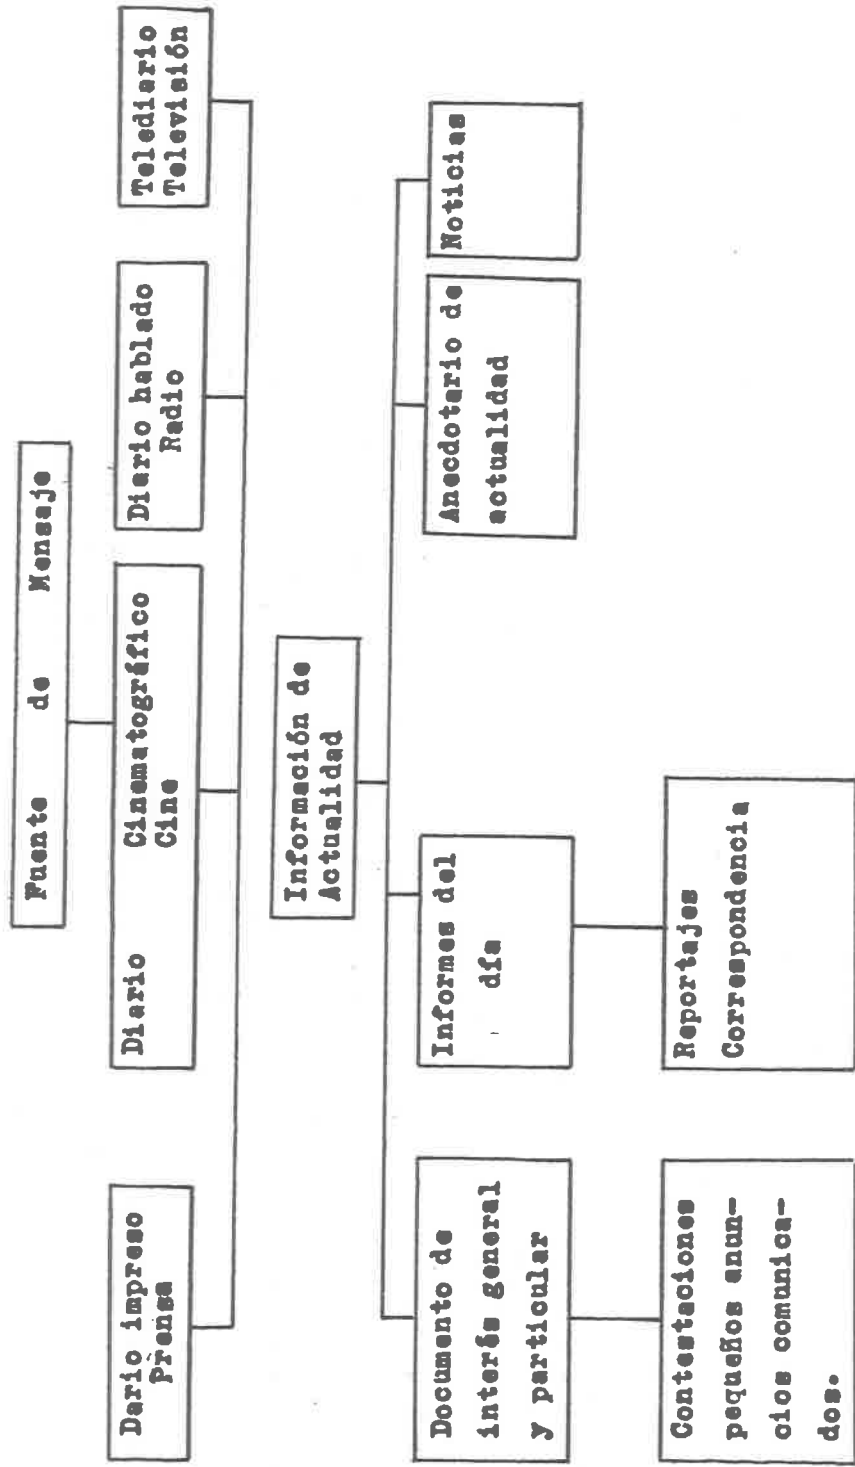 Fuente de Mensaje
Dario impreso
Prensa
Diario Cinematográfico
Cine
Diario hablado
Radio
Telediario
Televisión
Información de
Actualidad
Documento de
interés general
y particular
Informes del
día
Anecdotario de
actualidad
Noticias
Contestaciones
pequeños anun-
cios comunica-
dos.
Reportajes
Correspondencia